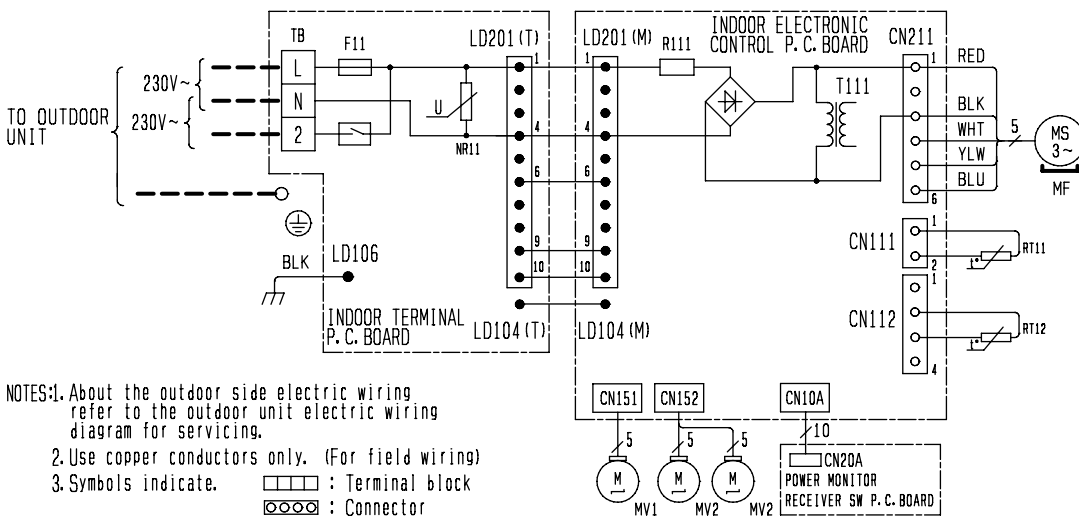 TO OUTDOOR
UNIT
230V~
230V~
TB
L
N
2
F11
U
NR11
LD201(T)
1
4
6
9
10
LD201(M)
1
4
6
9
10
R111
INDOOR ELECTRONIC
CONTROL P.C.BOARD
T111
CN211
1
6
RED
BLK
WHT
YLW
BLU
5
MS
3~
MF
BLK
LD106
INDOOR TERMINAL
P.C.BOARD
LD104(T)
LD104(M)
CN111
1
2
t°
RT11
CN112
1
4
t°
RT12
CN151
CN152
CN10A
5
5
5
10
M
M
M
MV1
MV2
MV2
CN20A
POWER MONITOR
RECEIVER SW P.C.BOARD
NOTES:1. About the outdoor side electric wiring
refer to the outdoor unit electric wiring
diagram for servicing.
2. Use copper conductors only. (For field wiring)
3. Symbols indicate.
: Terminal block
: Connector